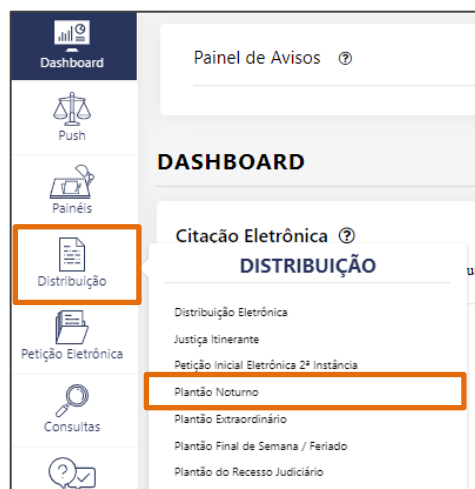 Dashboard
Push
Painéis
Distribuição
Petição Eletrônica
Consultas
Painel de Avisos ?
DASHBOARD
Citação Eletrônica ?
DISTRIBUIÇÃO
Distribuição Eletrônica
Justiça Itinerante
Petição Inicial Eletrônica 2ª Instância
Plantão Noturno
Plantão Extraordinário
Plantão Final de Semana / Feriado
Plantão do Recesso Judiciário